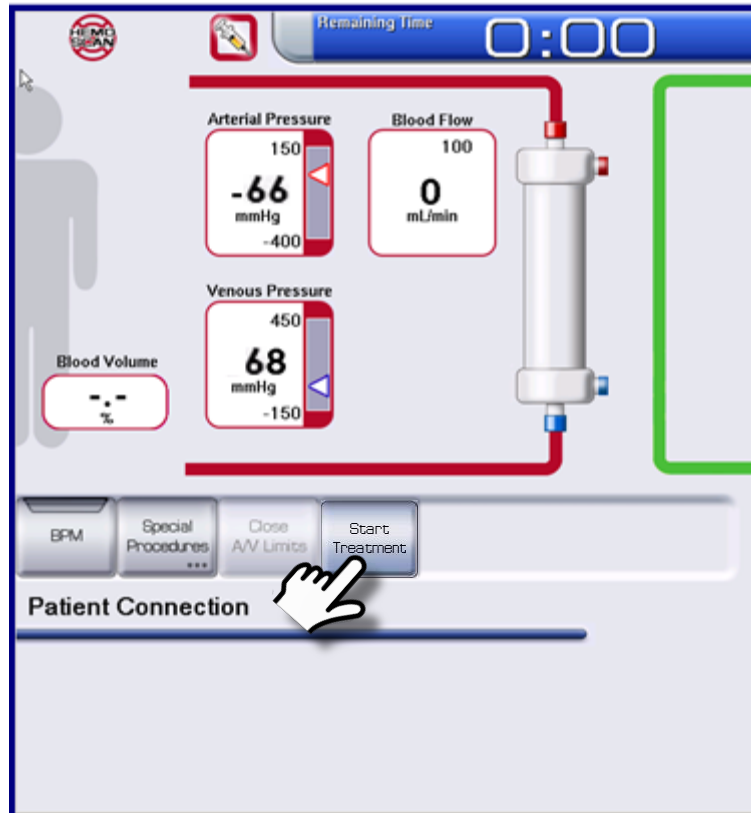 HEMO
SCAN
Remaining Time
0:00
Arterial Pressure
150
-66
mmHg
-400
Blood Flow
100
0
mL/min
Venous Pressure
450
68
mmHg
-150
Blood Volume
-.-
%
BPM
Special
Procedures
...
Close
A/V Limits
Start
Treatment
Patient Connection